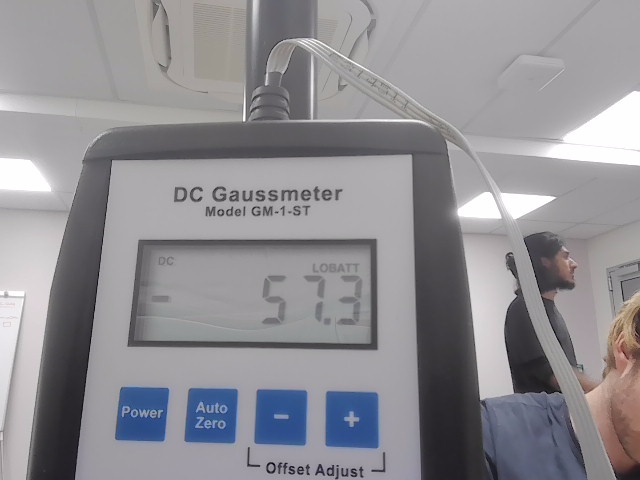 DC Gaussmeter
Model GM-1-ST
DC
LOBATT
- 57.3
Power
Auto
Zero
-
+
Offset Adjust